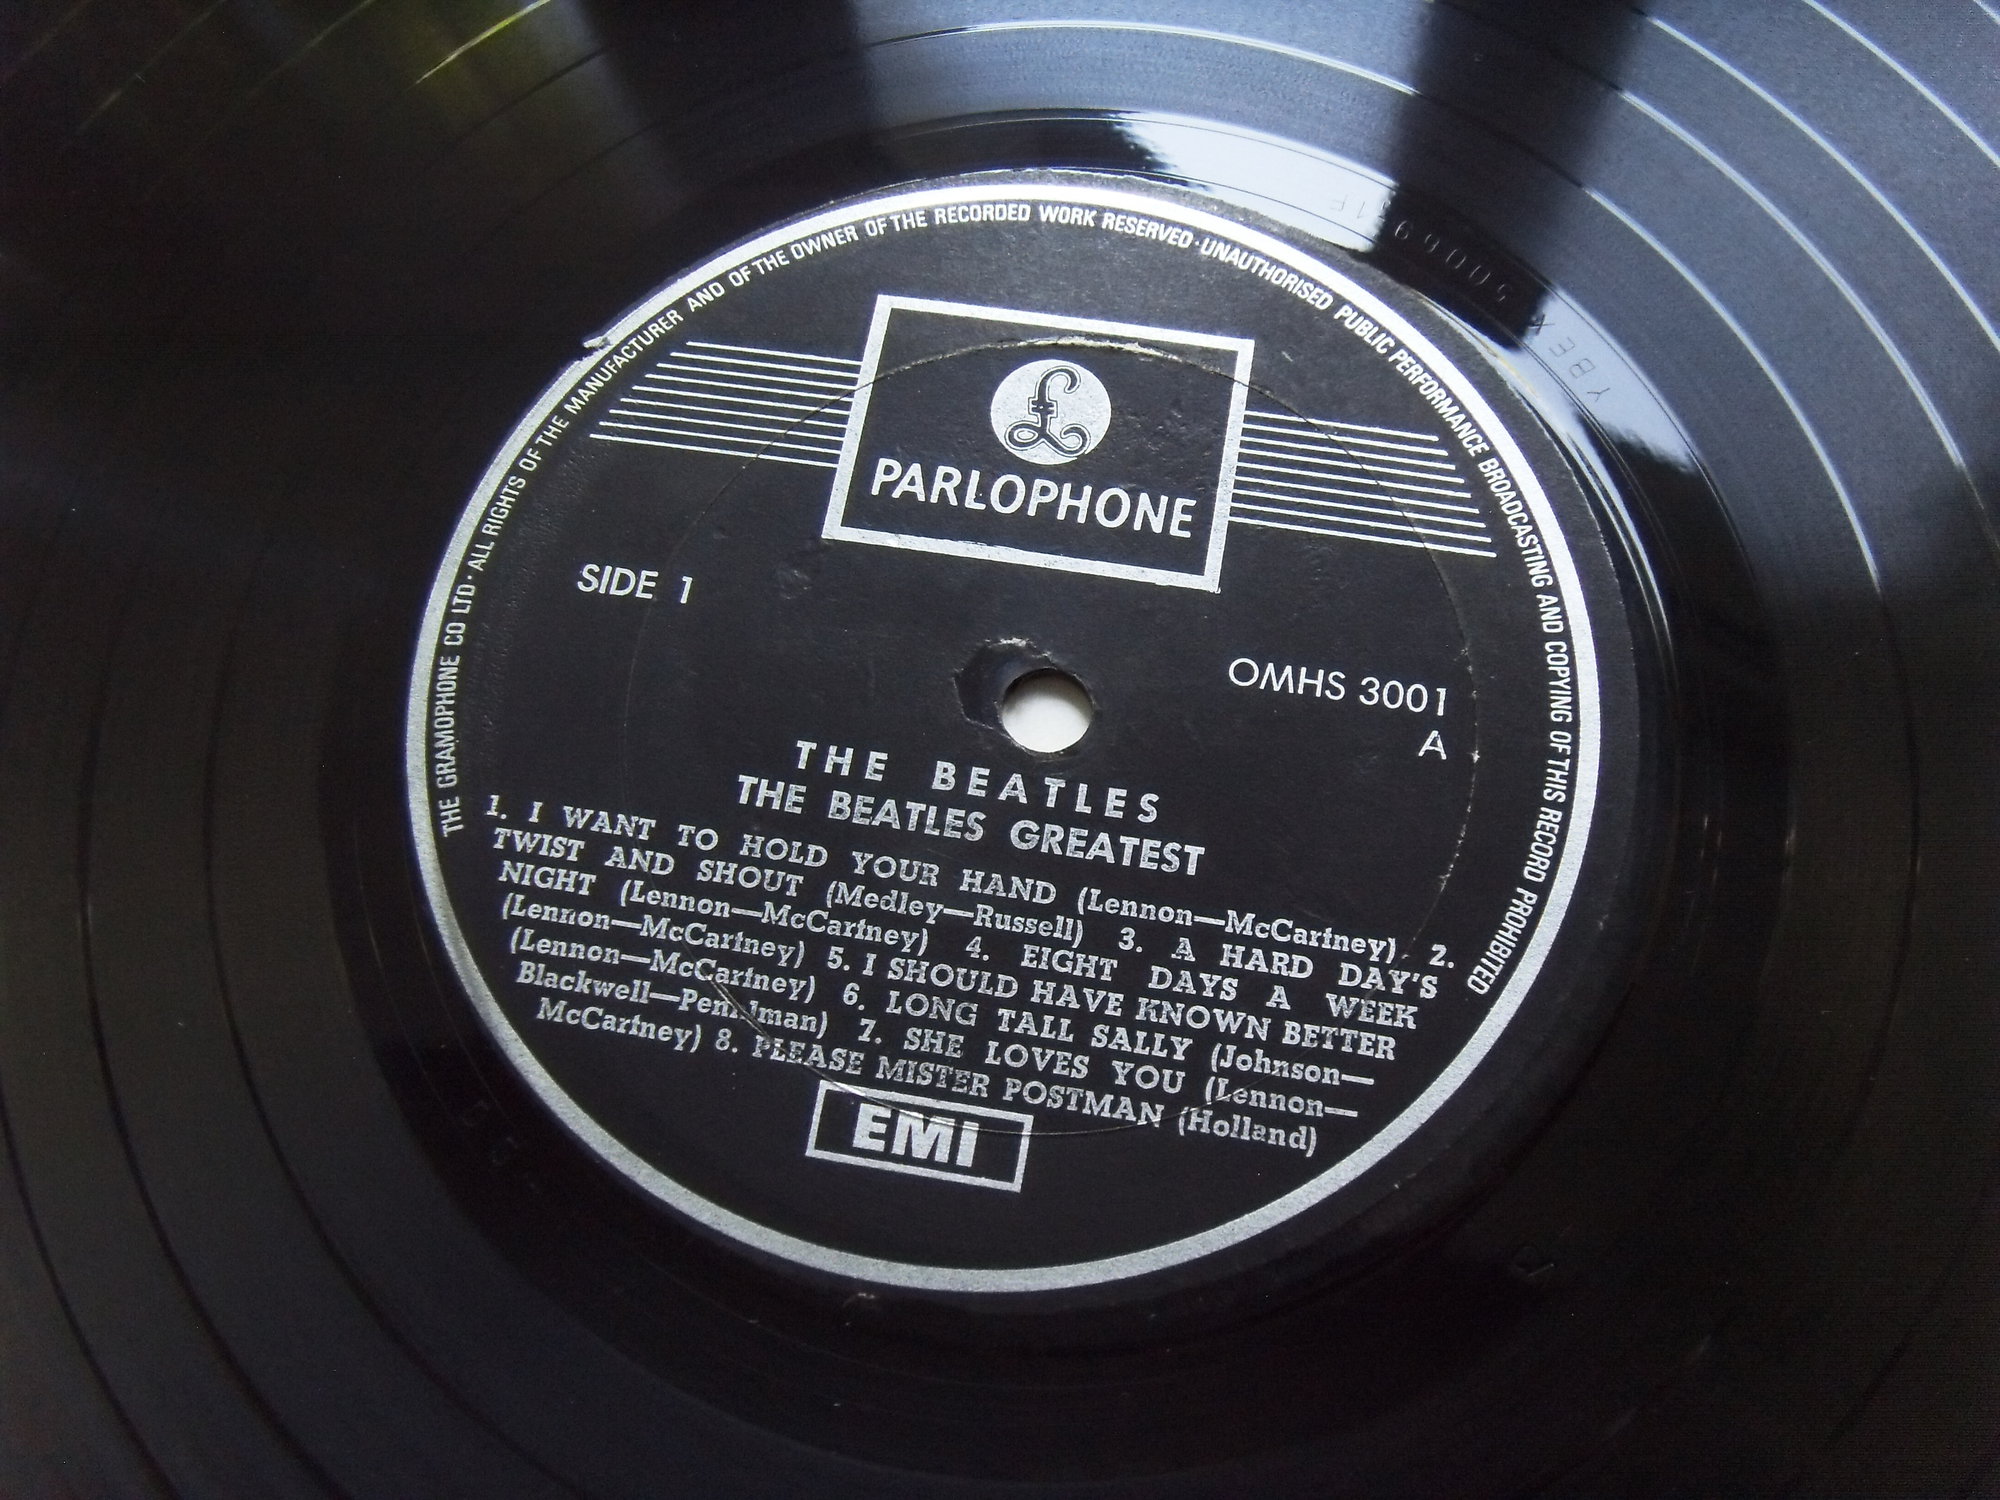 THE GRAMOPHONE CO LTD · ALL RIGHTS OF THE MANUFACTURER AND OF THE OWNER OF THE RECORDED WORK RESERVED · UNAUTHORISED PUBLIC PERFORMANCE BROADCASTING AND COPYING OF THIS RECORD PROHIBITED
£
PARLOPHONE
SIDE 1
OMHS 3001
A
THE BEATLES
THE BEATLES GREATEST
1. I WANT TO HOLD YOUR HAND (Lennon—McCartney) 2.
TWIST AND SHOUT (Medley—Russell) 3. A HARD DAY'S
NIGHT (Lennon—McCartney) 4. EIGHT DAYS A WEEK
(Lennon—McCartney) 5. I SHOULD HAVE KNOWN BETTER
(Lennon—McCartney) 6. LONG TALL SALLY (Johnson—
Blackwell—Penniman) 7. SHE LOVES YOU (Lennon—
McCartney) 8. PLEASE MISTER POSTMAN (Holland)
EMI
YBEX